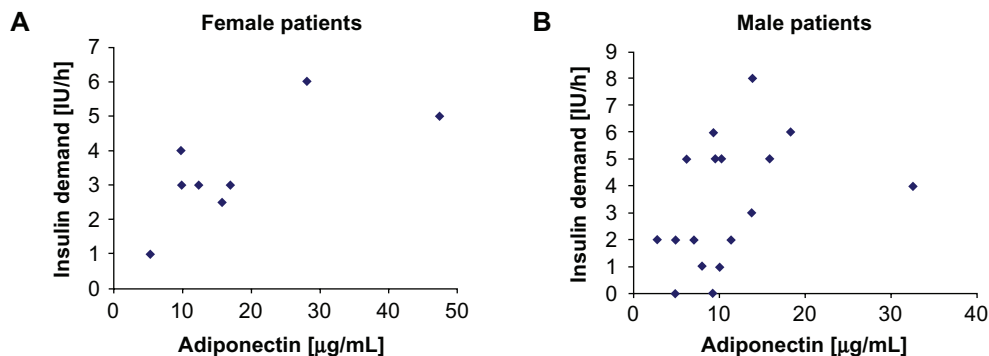 A
Female patients
Insulin demand [IU/h]
7
6
5
4
3
2
1
0
0 10 20 30 40 50
Adiponectin [µg/mL]
B
Male patients
Insulin demand [IU/h]
9
8
7
6
5
4
3
2
1
0
0 10 20 30 40
Adiponectin [µg/mL]